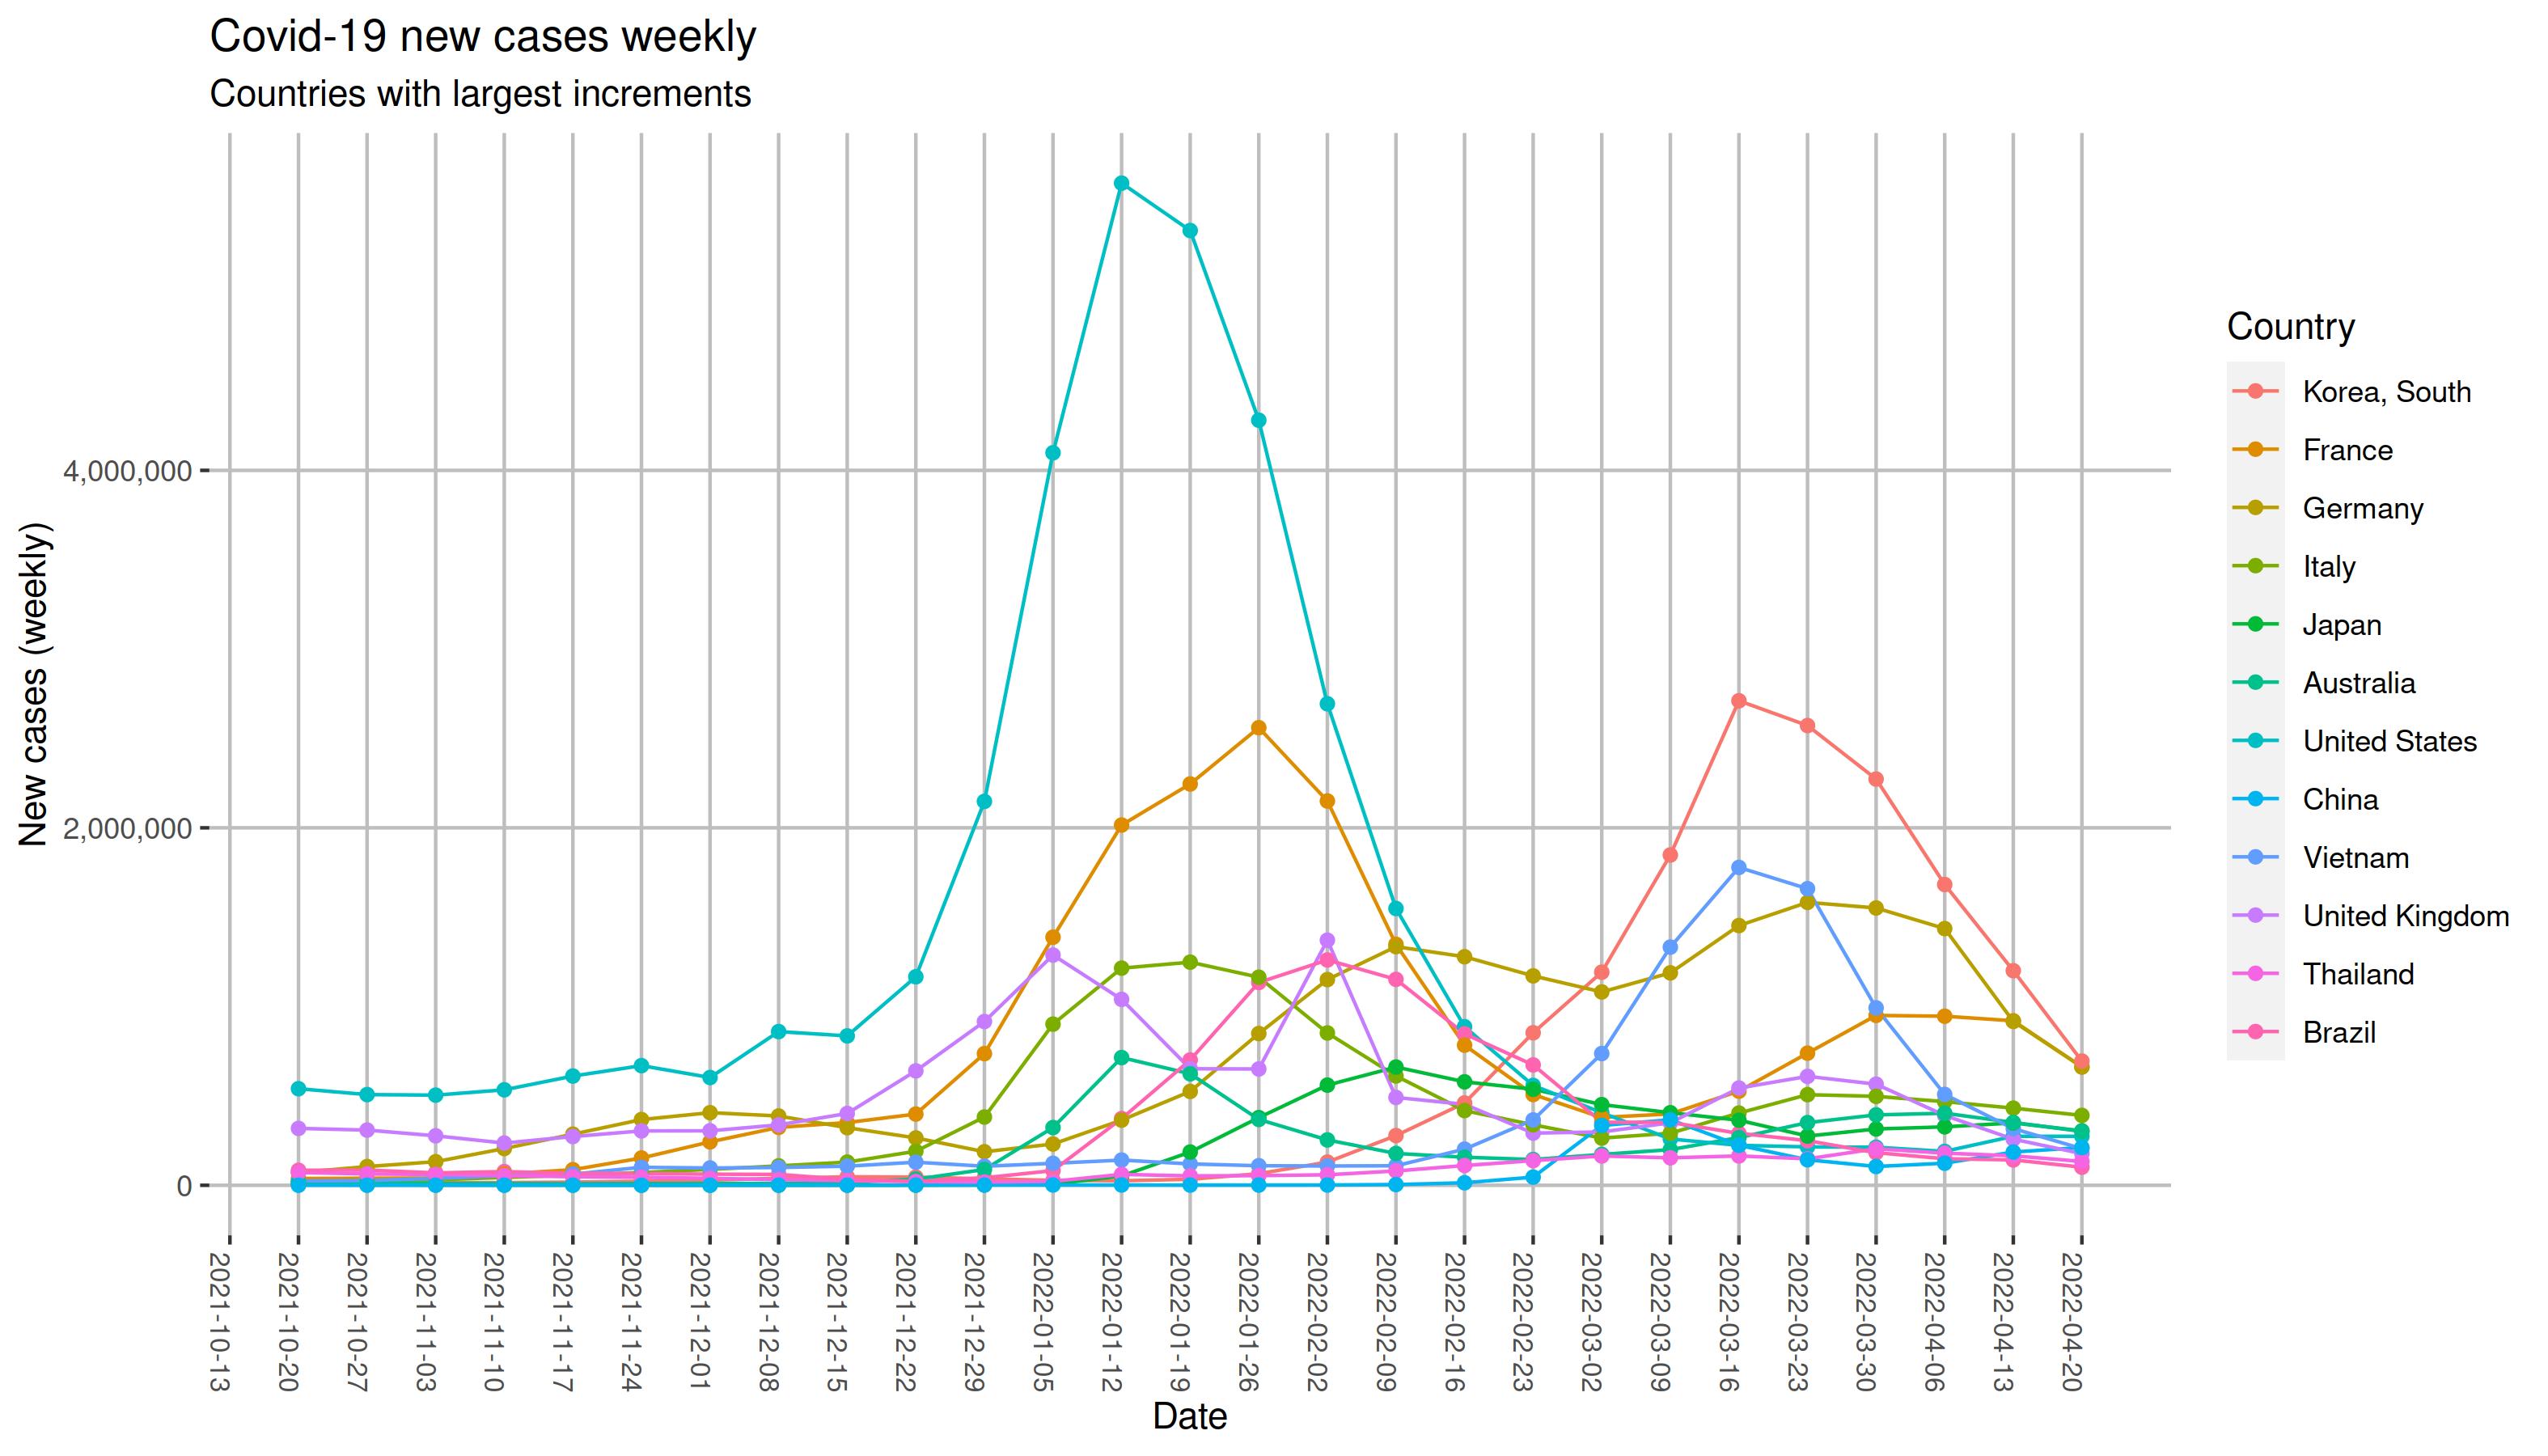 Covid-19 new cases weekly
Countries with largest increments
New cases (weekly)
4,000,000
2,000,000
0
2021-10-13
2021-10-20
2021-10-27
2021-11-03
2021-11-10
2021-11-17
2021-11-24
2021-12-01
2021-12-08
2021-12-15
2021-12-22
2021-12-29
2022-01-05
2022-01-12
2022-01-19
2022-01-26
2022-02-02
2022-02-09
2022-02-16
2022-02-23
2022-03-02
2022-03-09
2022-03-16
2022-03-23
2022-03-30
2022-04-06
2022-04-13
2022-04-20
Date
Country
Korea, South
France
Germany
Italy
Japan
Australia
United States
China
Vietnam
United Kingdom
Thailand
Brazil